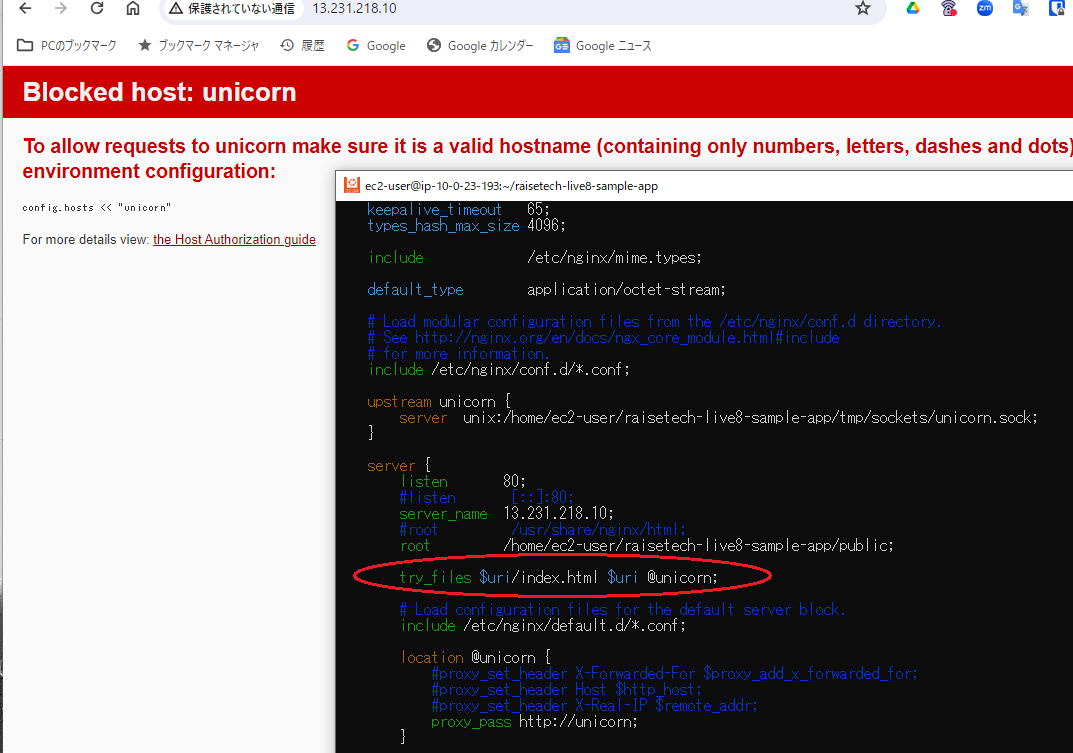 保護されていない通信 13.231.218.10
PCのブックマーク ブックマーク マネージャ 履歴 Google Google カレンダー Google ニュース
Blocked host: unicorn
To allow requests to unicorn make sure it is a valid hostname (containing only numbers, letters, dashes and dots)
environment configuration:
config.hosts << "unicorn"
For more details view: the Host Authorization guide
ec2-user@ip-10-0-23-193:~/raisetech-live8-sample-app
keepalive_timeout 65;
types_hash_max_size 4096;
include /etc/nginx/mime.types;
default_type application/octet-stream;
# Load modular configuration files from the /etc/nginx/conf.d directory.
# See http://nginx.org/en/docs/ngx_core_module.html#include
# for more information.
include /etc/nginx/conf.d/*.conf;
upstream unicorn {
server unix:/home/ec2-user/raisetech-live8-sample-app/tmp/sockets/unicorn.sock;
}
server {
listen 80;
#listen [::]:80;
server_name 13.231.218.10;
#root /usr/share/nginx/html;
root /home/ec2-user/raisetech-live8-sample-app/public;
try_files $uri/index.html $uri @unicorn;
# Load configuration files for the default server block.
include /etc/nginx/default.d/*.conf;
location @unicorn {
#proxy_set_header X-Forwarded-For $proxy_add_x_forwarded_for;
#proxy_set_header Host $http_host;
#proxy_set_header X-Real-IP $remote_addr;
proxy_pass http://unicorn;
}